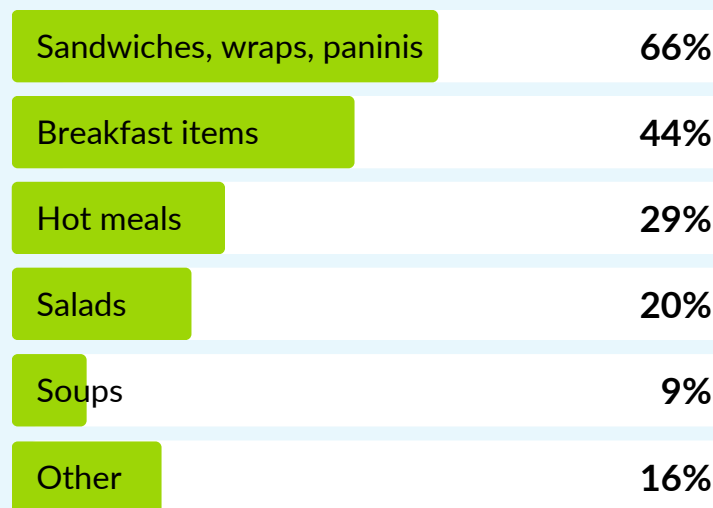 Sandwiches, wraps, paninis 66%
Breakfast items 44%
Hot meals 29%
Salads 20%
Soups 9%
Other 16%